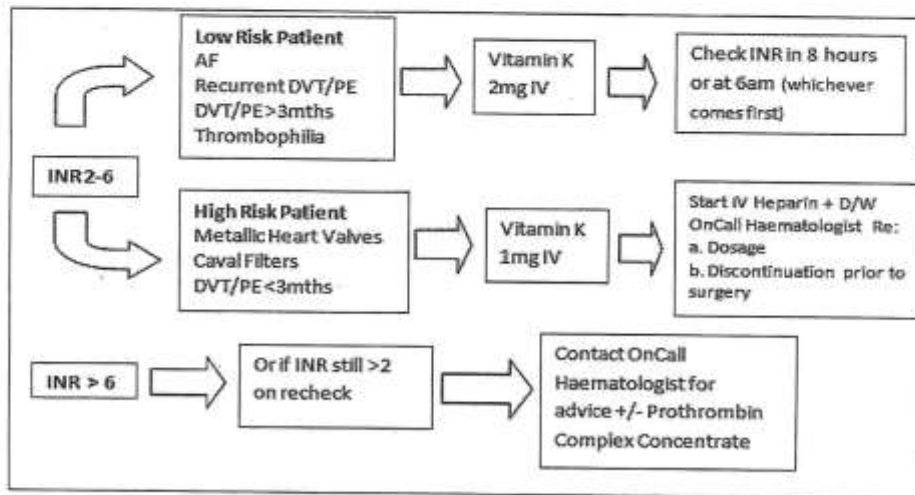 INR2-6
Low Risk Patient
AF
Recurrent DVT/PE
DVT/PE>3mths
Thrombophilia
Vitamin K
2mg IV
Check INR in 8 hours
or at 6am (whichever
comes first)
High Risk Patient
Metallic Heart Valves
Caval Filters
DVT/PE<3mths
Vitamin K
1mg IV
Start IV Heparin + D/W
OnCall Haematologist Re:
a. Dosage
b. Discontinuation prior to
surgery
INR > 6
Or if INR still >2
on recheck
Contact OnCall
Haematologist for
advice +/- Prothrombin
Complex Concentrate